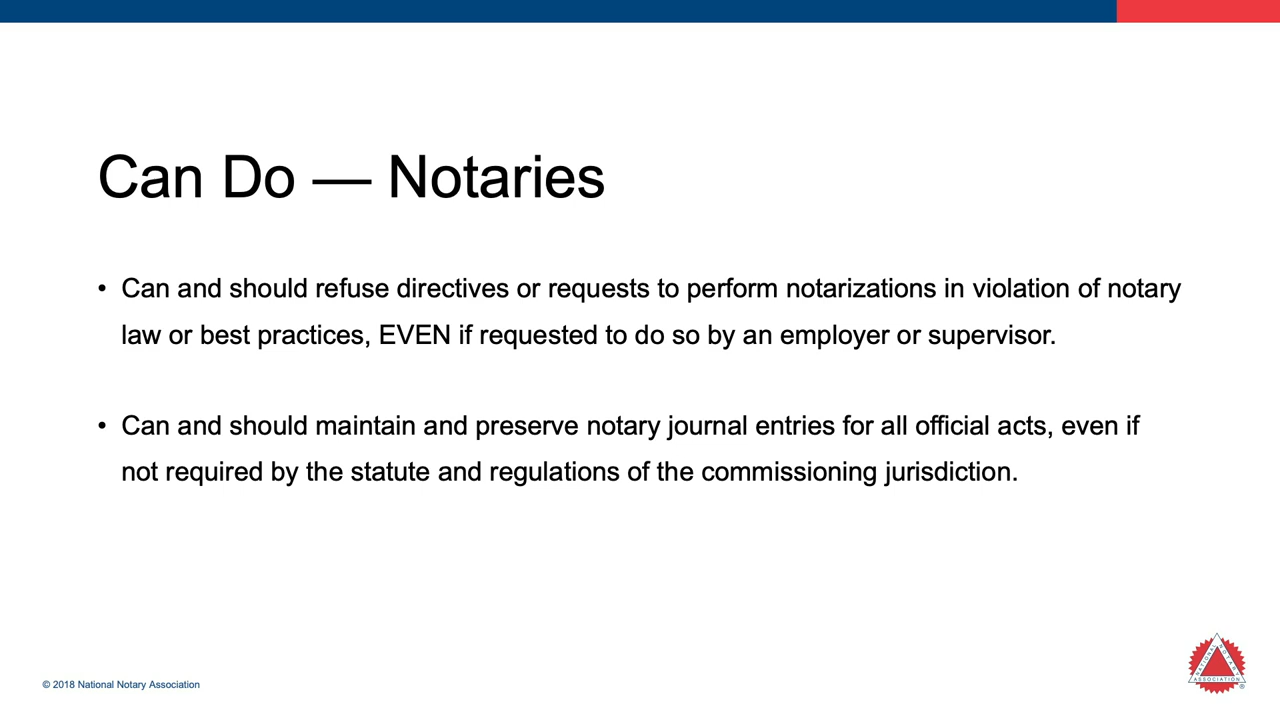 Can Do — Notaries
• Can and should refuse directives or requests to perform notarizations in violation of notary
law or best practices, EVEN if requested to do so by an employer or supervisor.
• Can and should maintain and preserve notary journal entries for all official acts, even if
not required by the statute and regulations of the commissioning jurisdiction.
© 2018 National Notary Association
NATIONAL NOTARY
ASSOCIATION
®